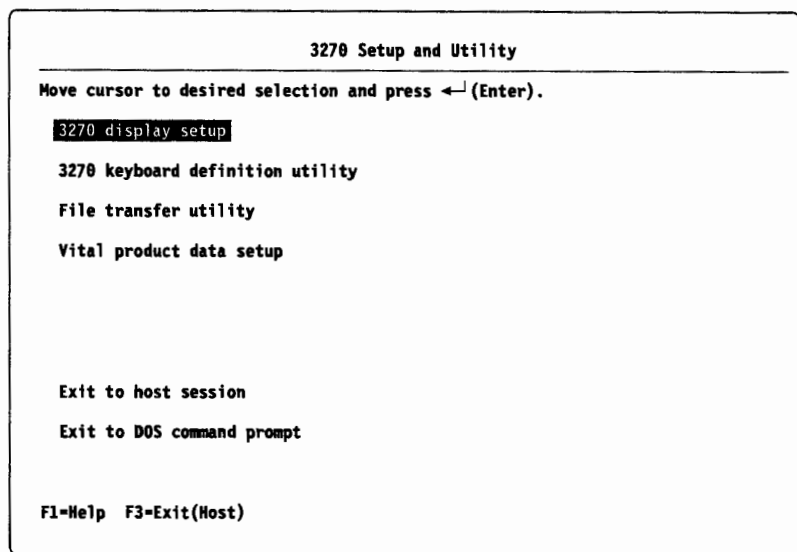 3270 Setup and Utility
Move cursor to desired selection and press ←┘(Enter).
3270 display setup
3270 keyboard definition utility
File transfer utility
Vital product data setup
Exit to host session
Exit to DOS command prompt
F1=Help F3=Exit(Host)